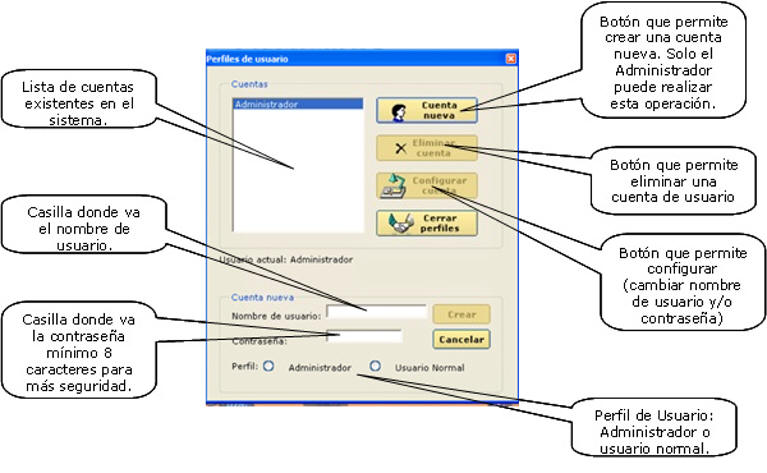 Botón que permite
crear una cuenta
nueva. Solo el
Administrador
puede realizar
esta operación.
Perfiles de usuario
Lista de cuentas
existentes en el
sistema.
Cuentas
Administrador
Cuenta
nueva
Eliminar
cuenta
Configurar
cuenta
Cerrar
perfiles
Botón que permite
eliminar una
cuenta de usuario
Casilla donde va
el nombre de
usuario.
Usuario actual: Administrador
Botón que permite
configurar
(cambiar nombre
de usuario y/o
contraseña)
Cuenta nueva
Nombre de usuario:
Crear
Contraseña:
Cancelar
Perfil:
Administrador
Usuario Normal
Casilla donde va
la contraseña
mínimo 8
caracteres para
más seguridad.
Perfil de Usuario:
Administrador o
usuario normal.